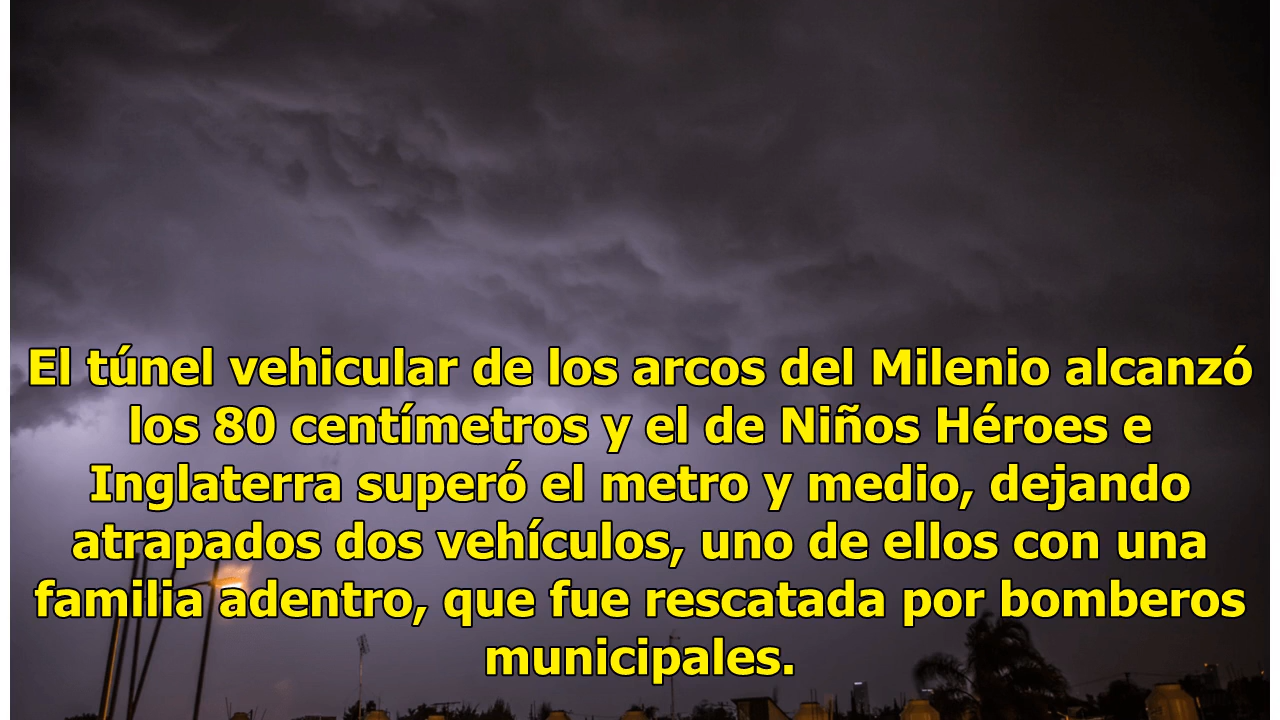 El túnel vehicular de los arcos del Milenio alcanzó
los 80 centímetros y el de Niños Héroes e
Inglaterra superó el metro y medio, dejando
atrapados dos vehículos, uno de ellos con una
familia adentro, que fue rescatada por bomberos
municipales.